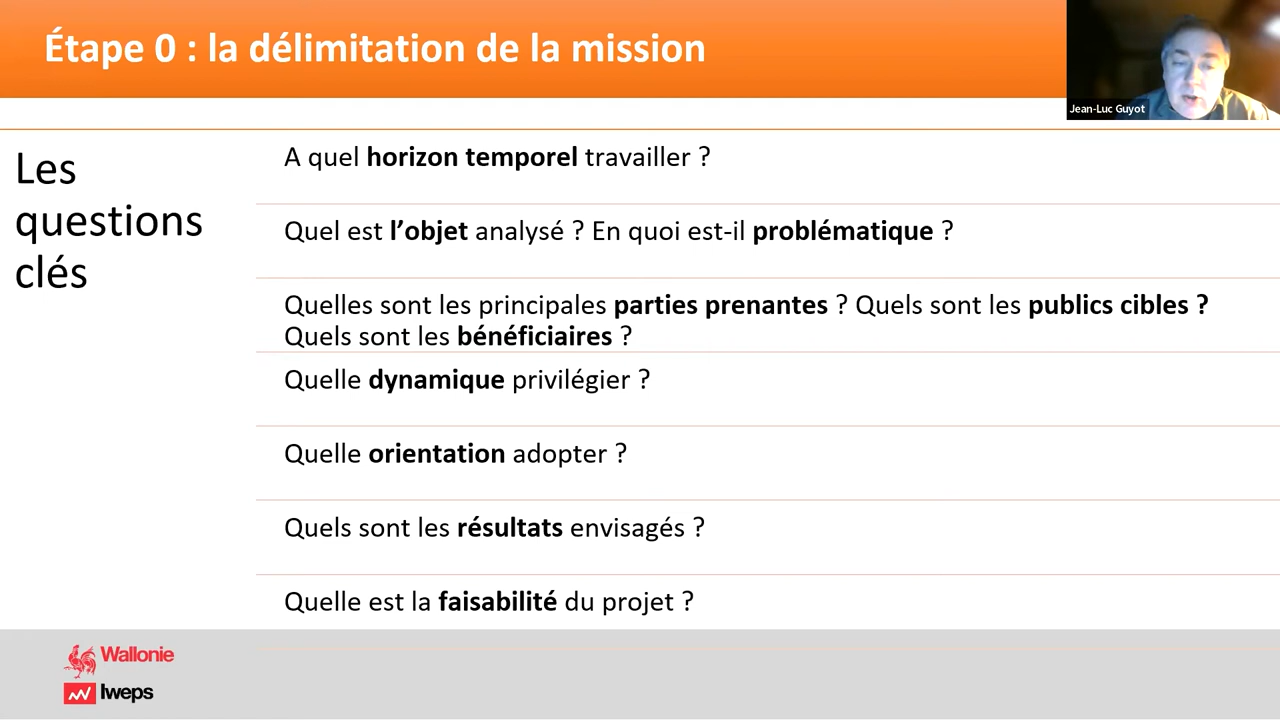 Étape 0 : la délimitation de la mission
Jean-Luc Guyot
Les
questions
clés
A quel horizon temporel travailler ?
Quel est l’objet analysé ? En quoi est-il problématique ?
Quelles sont les principales parties prenantes ? Quels sont les publics cibles ?
Quels sont les bénéficiaires ?
Quelle dynamique privilégier ?
Quelle orientation adopter ?
Quels sont les résultats envisagés ?
Quelle est la faisabilité du projet ?
Wallonie
Iweps